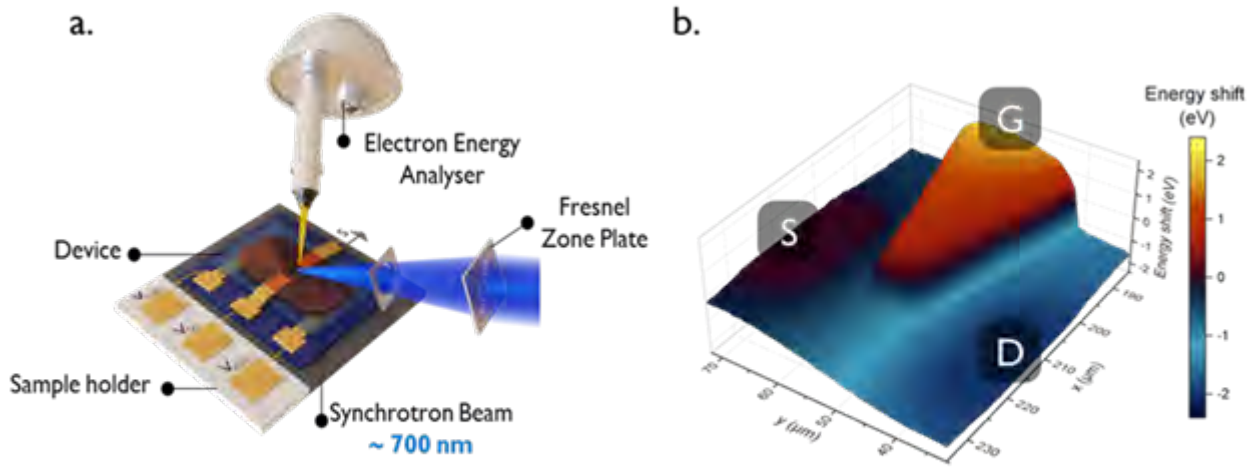 a.
Electron Energy
Analyser
Fresnel
Zone Plate
Device
Sample holder
Synchrotron Beam
~ 700 nm
b.
Energy shift
(eV)
G
S
D
2
1
0
-1
-2
Energy shift (eV)
2
1
0
-1
-2
190
200
210
220
230
x (μm)
70
60
50
40
y (μm)